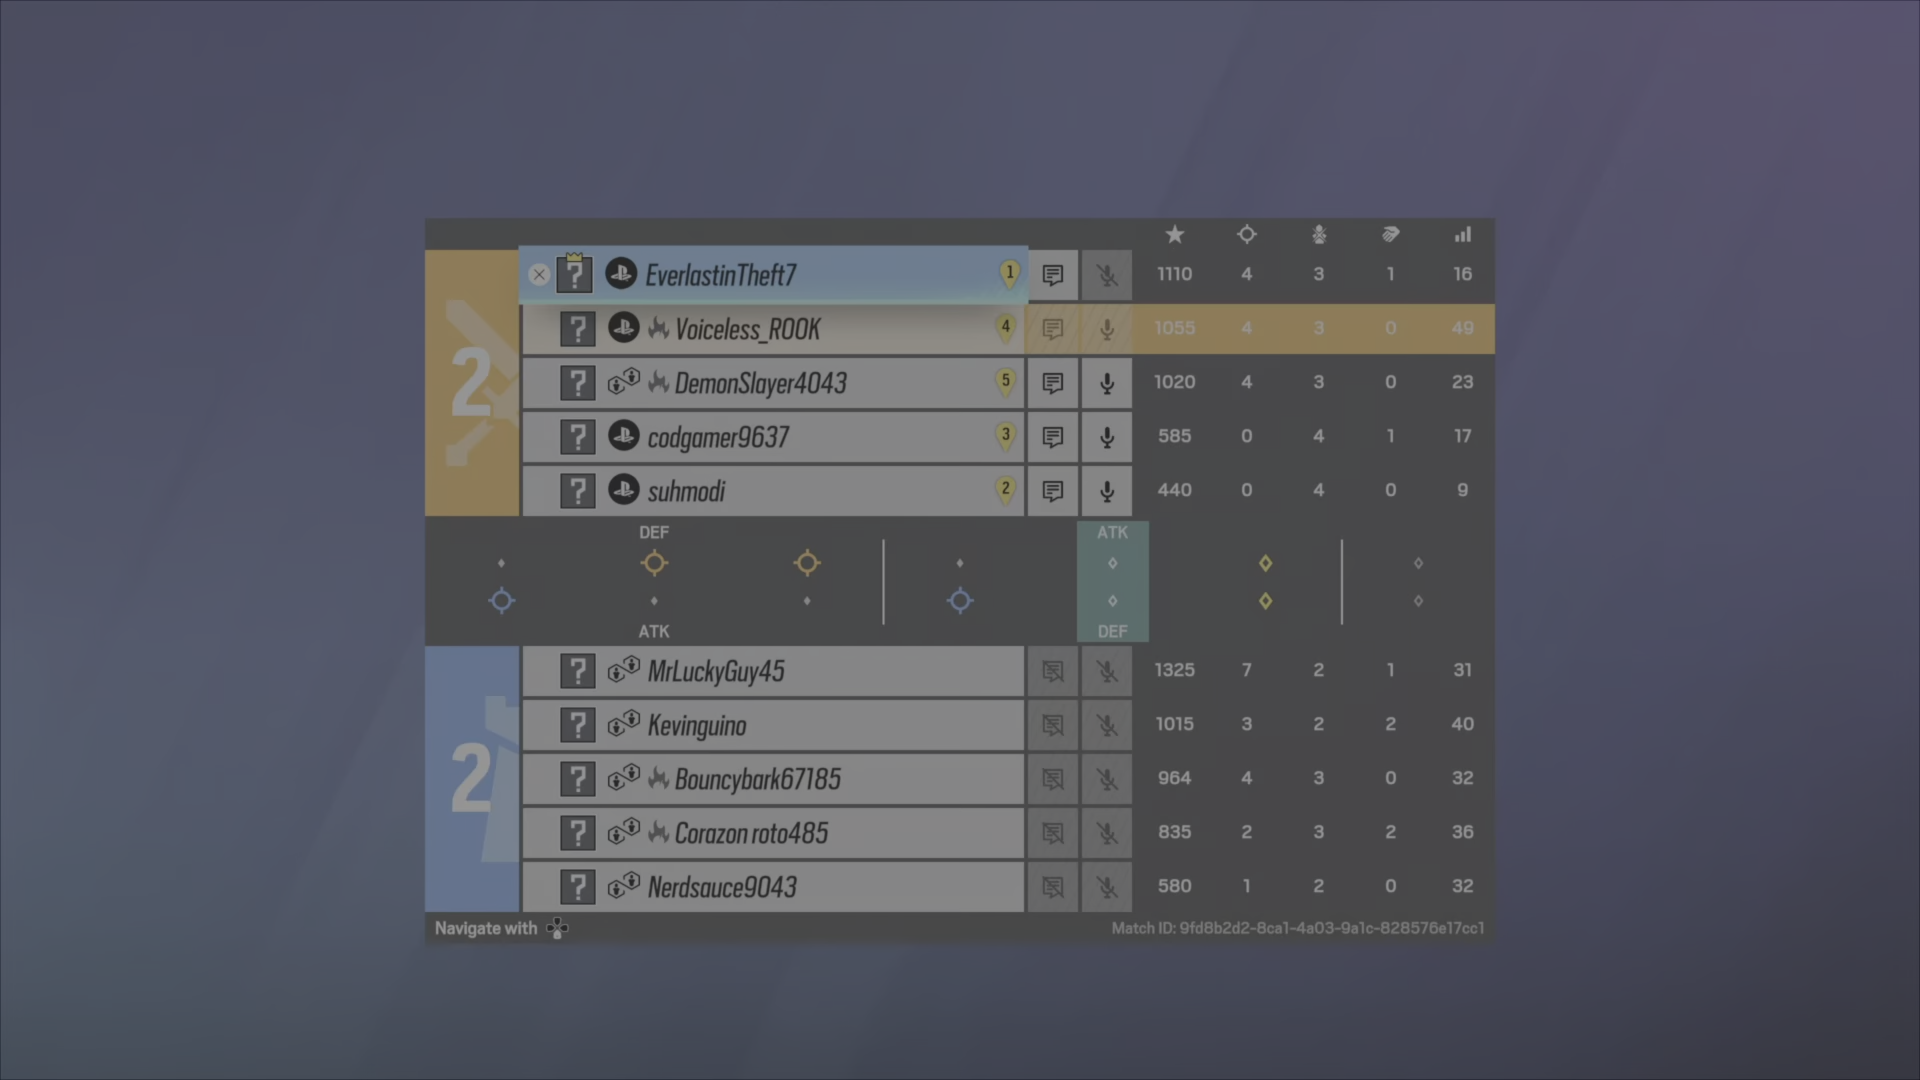 EverlastinTheft7 1 1110 4 3 1 16
2
Voiceless_ROOK 4 1055 4 3 0 49
DemonSlayer4043 5 1020 4 3 0 23
codgamer9637 3 585 0 4 1 17
suhmodi 2 440 0 4 0 9
DEF ATK
ATK DEF
MrLuckyGuy45 1325 7 2 1 31
2
Kevinguino 1015 3 2 2 40
Bouncybark67185 964 4 3 0 32
Corazon roto485 835 2 3 2 36
Nerdsauce9043 580 1 2 0 32
Navigate with Match ID: 9fd8b2d2-8ca1-4a03-9a1c-828576e17cc1